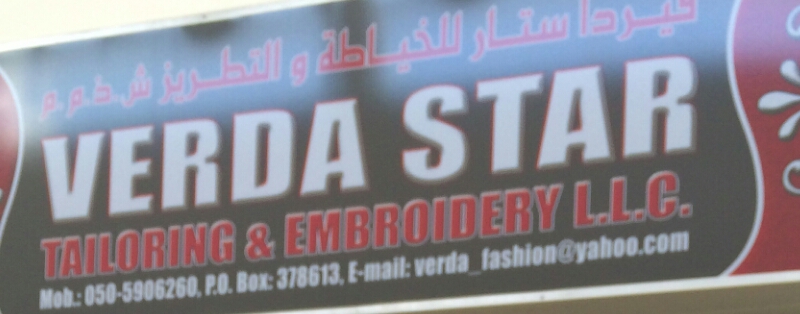 فيردا ستار للخياطة و التطريز ش.ذ.م.م
VERDA STAR
TAILORING & EMBROIDERY L.L.C.
Mob.: 050-5906260, P.O. Box: 378613, E-mail: verda_fashion@yahoo.com